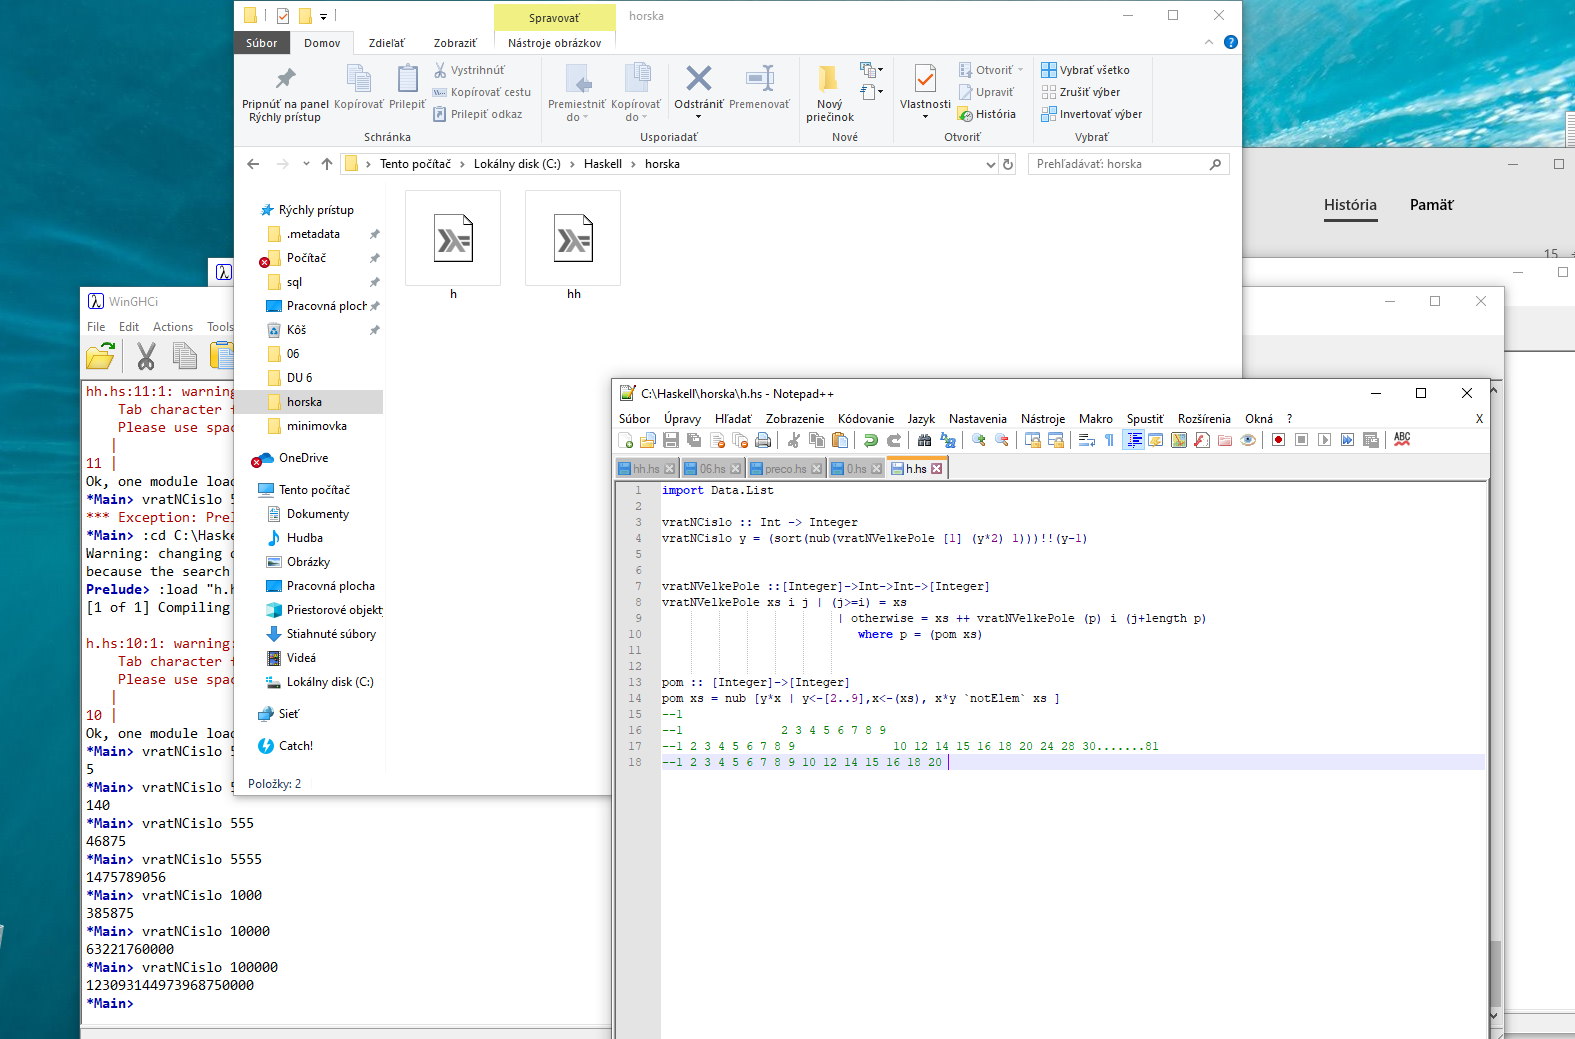 Spravovať
horska
Súbor
Domov
Zdieľať
Zobraziť
Nástroje obrázkov
Pripnúť na panel Rýchly prístup
Kopírovať
Prilepiť
Vystrihnúť
Kopírovať cestu
Prilepiť odkaz
Schránka
Premiestniť do
Kopírovať do
Odstrániť
Premenovať
Usporiadať
Nový priečinok
Nové
Vlastnosti
Otvoriť
Upraviť
História
Otvoriť
Vybrať všetko
Zrušiť výber
Invertovať výber
Vybrať
Tento počítač > Lokálny disk (C:) > Haskell > horska
Prehľadávať: horska
Rýchly prístup
.metadata
Počítač
sql
Pracovná ploch
Kôš
06
DU 6
horska
minimovka
OneDrive
Tento počítač
Dokumenty
Hudba
Obrázky
Pracovná plocha
Priestorové objekty
Stiahnuté súbory
Videá
Lokálny disk (C:)
Sieť
Catch!
Položky: 2
h
hh
História
Pamäť
15
WinGHCi
File Edit Actions Tools
hh.hs:11:1: warning
Tab character
Please use spac
|
11 |
Ok, one module load
*Main> vratNCislo 5
*** Exception: Prel
*Main> :cd C:\Haske
Warning: changing
because the search
Prelude> :load "h.h
[1 of 1] Compiling
h.hs:10:1: warning:
Tab character
Please use spac
|
10 |
Ok, one module load
*Main> vratNCislo 5
5
*Main> vratNCislo 5
140
*Main> vratNCislo 555
46875
*Main> vratNCislo 5555
1475789056
*Main> vratNCislo 1000
385875
*Main> vratNCislo 10000
63221760000
*Main> vratNCislo 100000
123093144973968750000
*Main>
C:\Haskell\horska\h.hs - Notepad++
Súbor Úpravy Hľadať Zobrazenie Kódovanie Jazyk Nastavenia Nástroje Makro Spustiť Rozšírenia Okná ? X
ABC
hh.hs 06.hs preco.hs 0.hs h.hs
1 import Data.List
2
3 vratNCislo :: Int -> Integer
4 vratNCislo y = (sort(nub(vratNVelkePole [1] (y*2) 1)))!!(y-1)
5
6
7 vratNVelkePole ::[Integer]->Int->Int->[Integer]
8 vratNVelkePole xs i j | (j>=i) = xs
9 | otherwise = xs ++ vratNVelkePole (p) i (j+length p)
10 where p = (pom xs)
11
12
13 pom :: [Integer]->[Integer]
14 pom xs = nub [y*x | y<-[2..9],x<-(xs), x*y `notElem` xs ]
15 --1
16 --1 2 3 4 5 6 7 8 9
17 --1 2 3 4 5 6 7 8 9 10 12 14 15 16 18 20 24 28 30.......81
18 --1 2 3 4 5 6 7 8 9 10 12 14 15 16 18 20